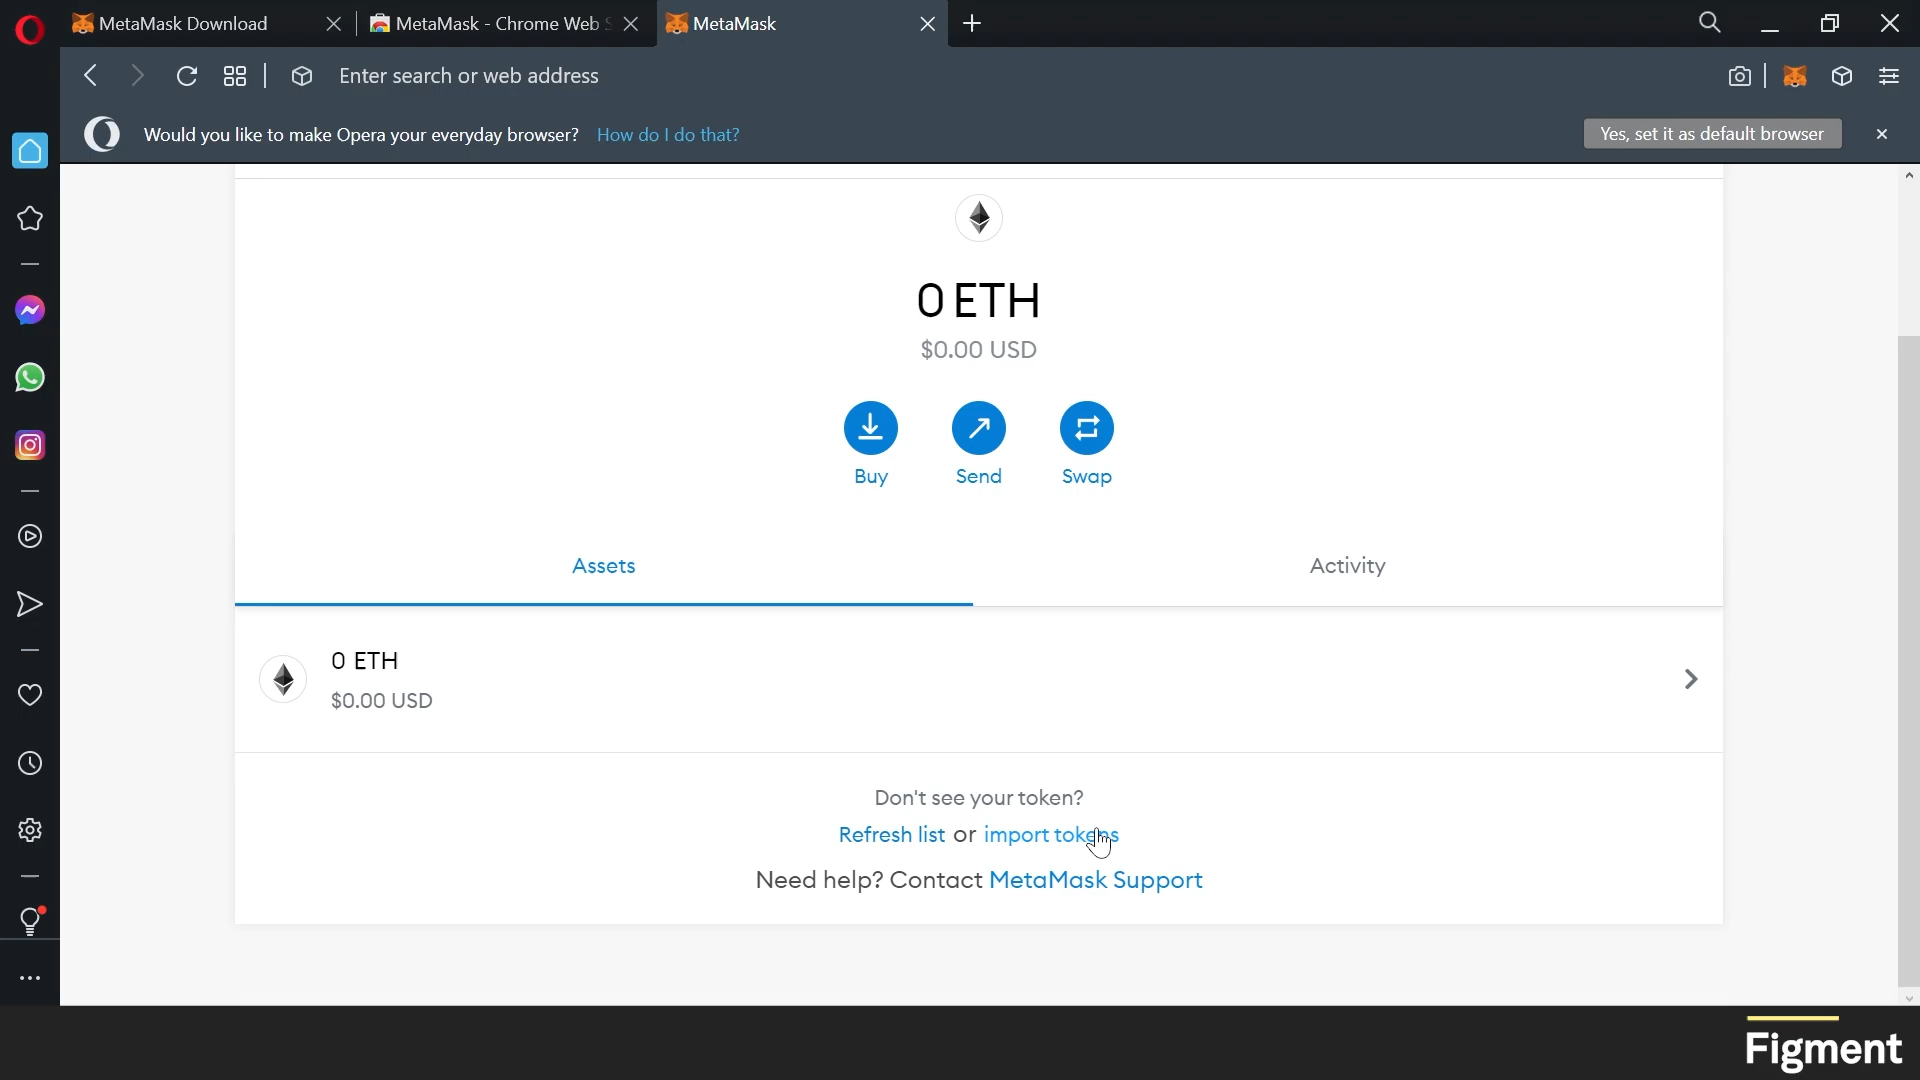 MetaMask Download
MetaMask - Chrome Web S
MetaMask
Enter search or web address
Would you like to make Opera your everyday browser? How do I do that?
Yes, set it as default browser
0 ETH
$0.00 USD
Buy
Send
Swap
Assets
Activity
0 ETH
$0.00 USD
Don't see your token?
Refresh list or import tokens
Need help? Contact MetaMask Support
Figment